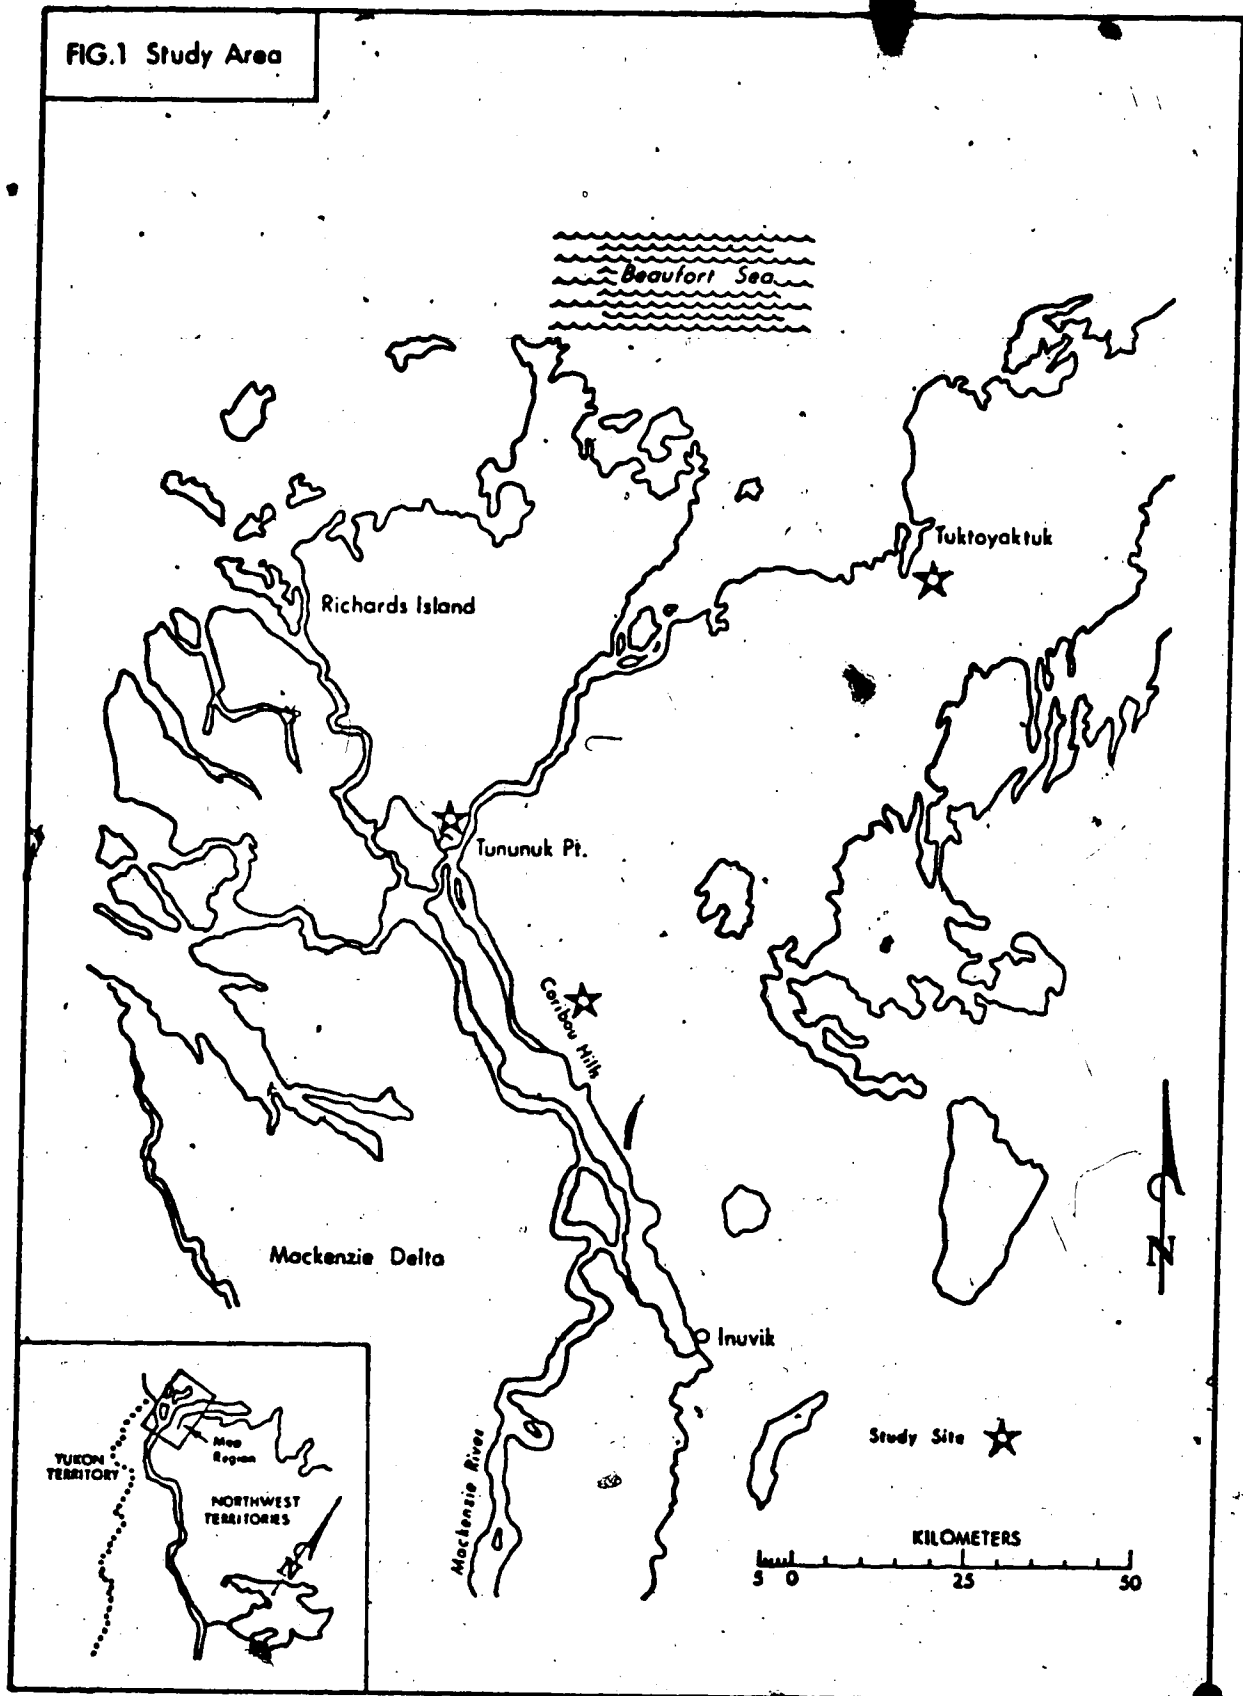 FIG.1 Study Area
Beaufort Sea
Tuktoyaktuk
Richards Island
Tununuk Pt.
Caribou Hills
Mackenzie Delta
N
Inuvik
Mackenzie River
Study Site
KILOMETERS
5 0 25 50
Map
Region
YUKON
TERRITORY
NORTHWEST
TERRITORIES
N